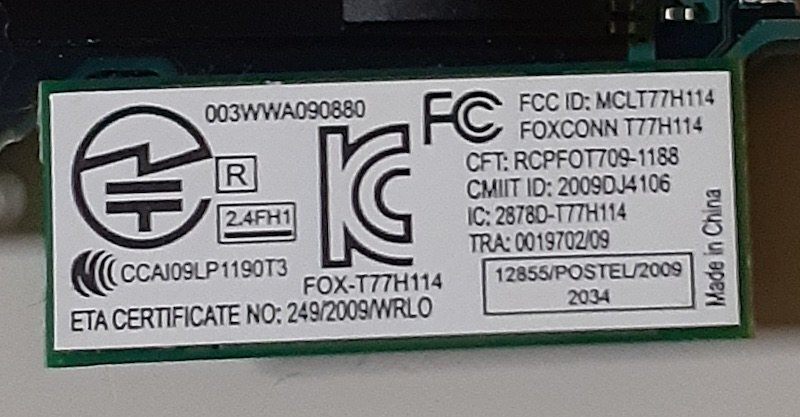 003WWA090880
R
2.4FH1
CCAI09LP1190T3
FOX-T77H114
ETA CERTIFICATE NO: 249/2009/WRLO
FC
FCC ID: MCLT77H114
FOXCONN T77H114
CFT: RCPFOT709-1188
CMIIT ID: 2009DJ4106
IC: 2878D-T77H114
TRA: 0019702/09
12855/POSTEL/2009
2034
Made in China